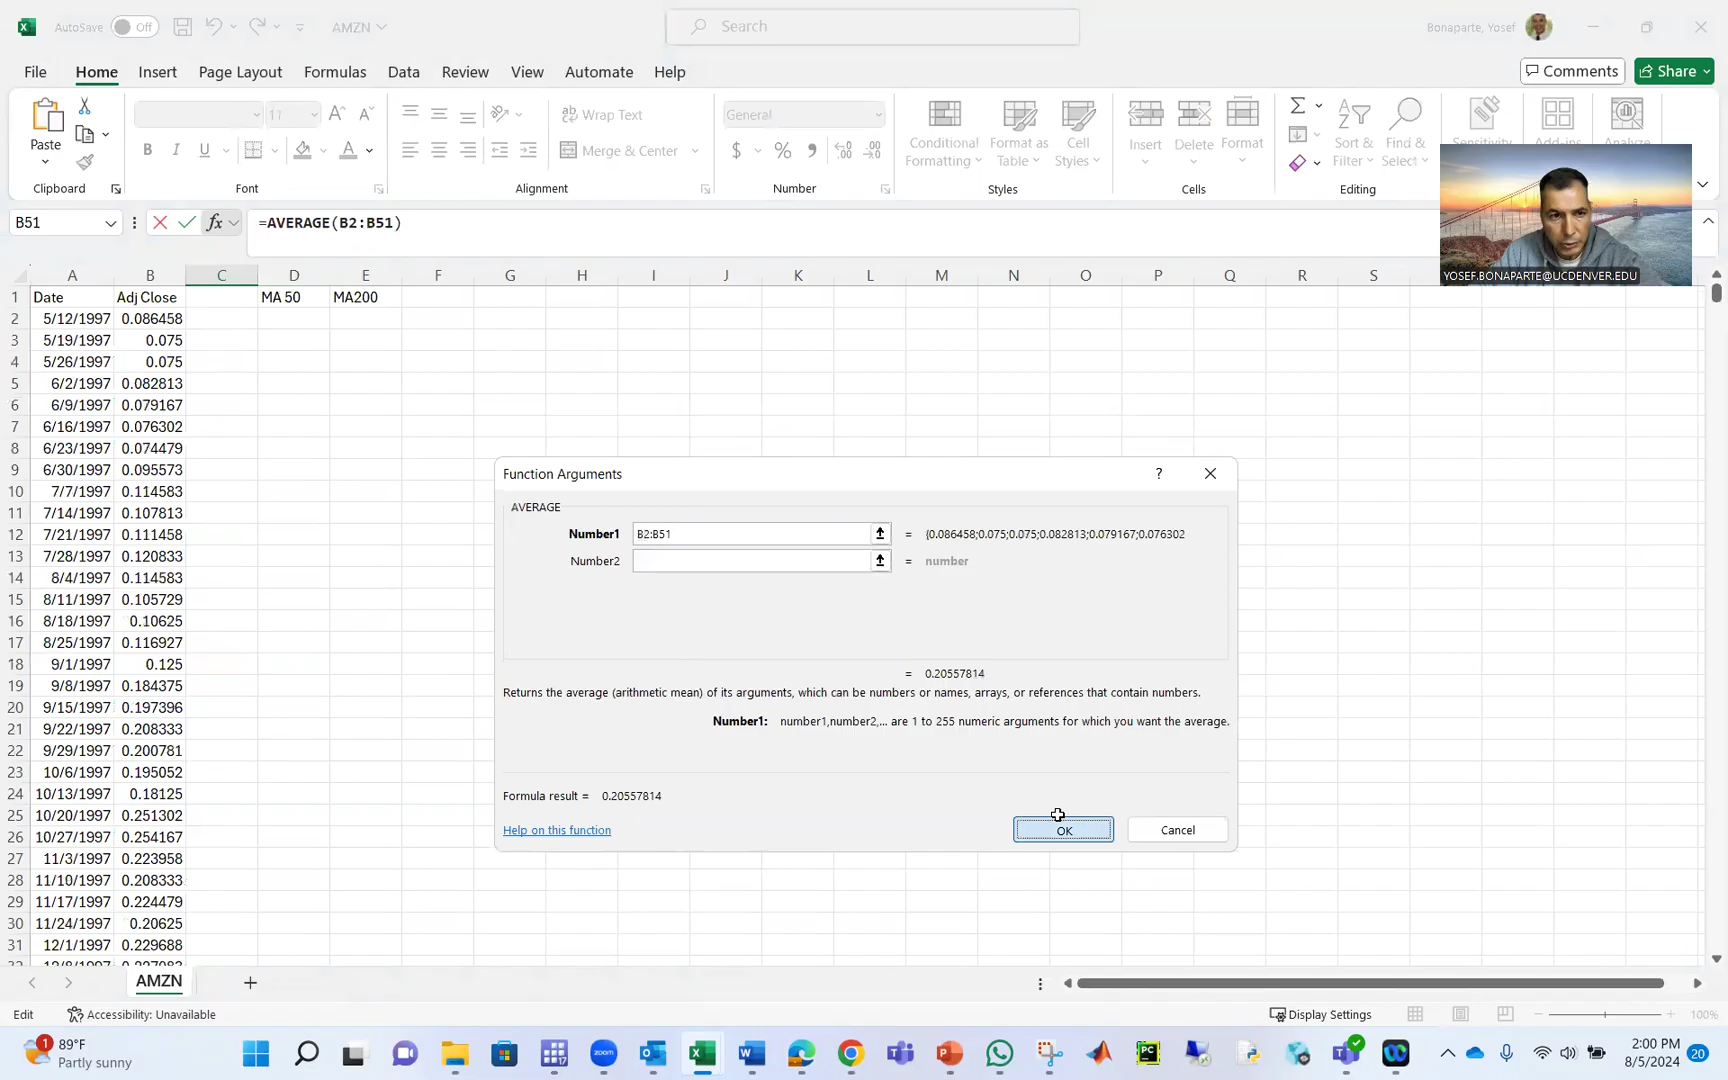 AutoSave Off AMZN Search Bonaparte, Yosef
File Home Insert Page Layout Formulas Data Review View Automate Help Comments Share
Paste
11
Wrap Text
Merge & Center
General
Conditional Formatting
Format as Table
Cell Styles
Insert
Delete
Format
Sort & Filter
Find & Select
Clipboard Font Alignment Number Styles Cells Editing
B51 fx =AVERAGE(B2:B51)
YOSEF.BONAPARTE@UCDENVER.EDU
A B C D E F G H I J K L M N O P Q R S
1 Date Adj Close MA 50 MA200
2 5/12/1997 0.086458
3 5/19/1997 0.075
4 5/26/1997 0.075
5 6/2/1997 0.082813
6 6/9/1997 0.079167
7 6/16/1997 0.076302
8 6/23/1997 0.074479
9 6/30/1997 0.095573
10 7/7/1997 0.114583
11 7/14/1997 0.107813
12 7/21/1997 0.111458
13 7/28/1997 0.120833
14 8/4/1997 0.114583
15 8/11/1997 0.105729
16 8/18/1997 0.10625
17 8/25/1997 0.116927
18 9/1/1997 0.125
19 9/8/1997 0.184375
20 9/15/1997 0.197396
21 9/22/1997 0.208333
22 9/29/1997 0.200781
23 10/6/1997 0.195052
24 10/13/1997 0.18125
25 10/20/1997 0.251302
26 10/27/1997 0.254167
27 11/3/1997 0.223958
28 11/10/1997 0.208333
29 11/17/1997 0.224479
30 11/24/1997 0.20625
31 12/1/1997 0.229688
Function Arguments ?
AVERAGE
Number1 B2:B51 = {0.086458;0.075;0.075;0.082813;0.079167;0.076302
Number2 = number
= 0.20557814
Returns the average (arithmetic mean) of its arguments, which can be numbers or names, arrays, or references that contain numbers.
Number1: number1,number2,... are 1 to 255 numeric arguments for which you want the average.
Formula result = 0.20557814
Help on this function OK Cancel
AMZN
Edit Accessibility: Unavailable Display Settings 100%
1 89°F
Partly sunny
17
zoom
2:00 PM
8/5/2024 20